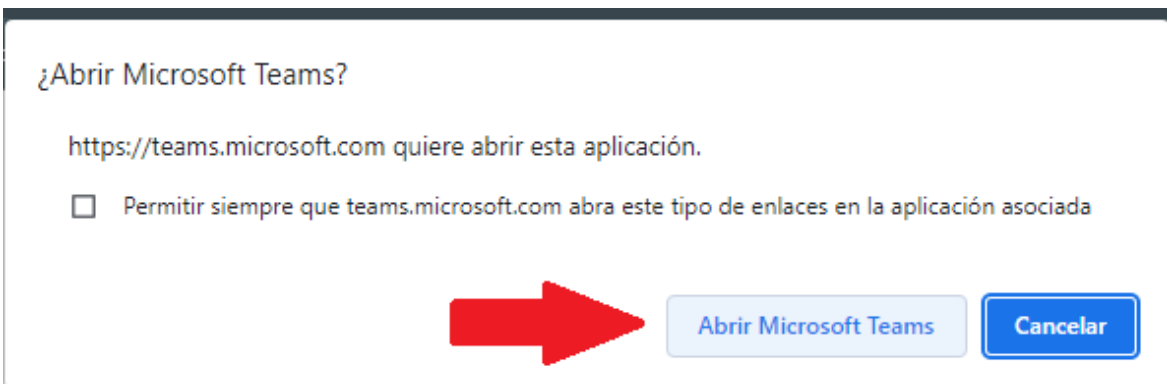 ¿Abrir Microsoft Teams?
https://teams.microsoft.com quiere abrir esta aplicación.
Permitir siempre que teams.microsoft.com abra este tipo de enlaces en la aplicación asociada
Abrir Microsoft Teams Cancelar